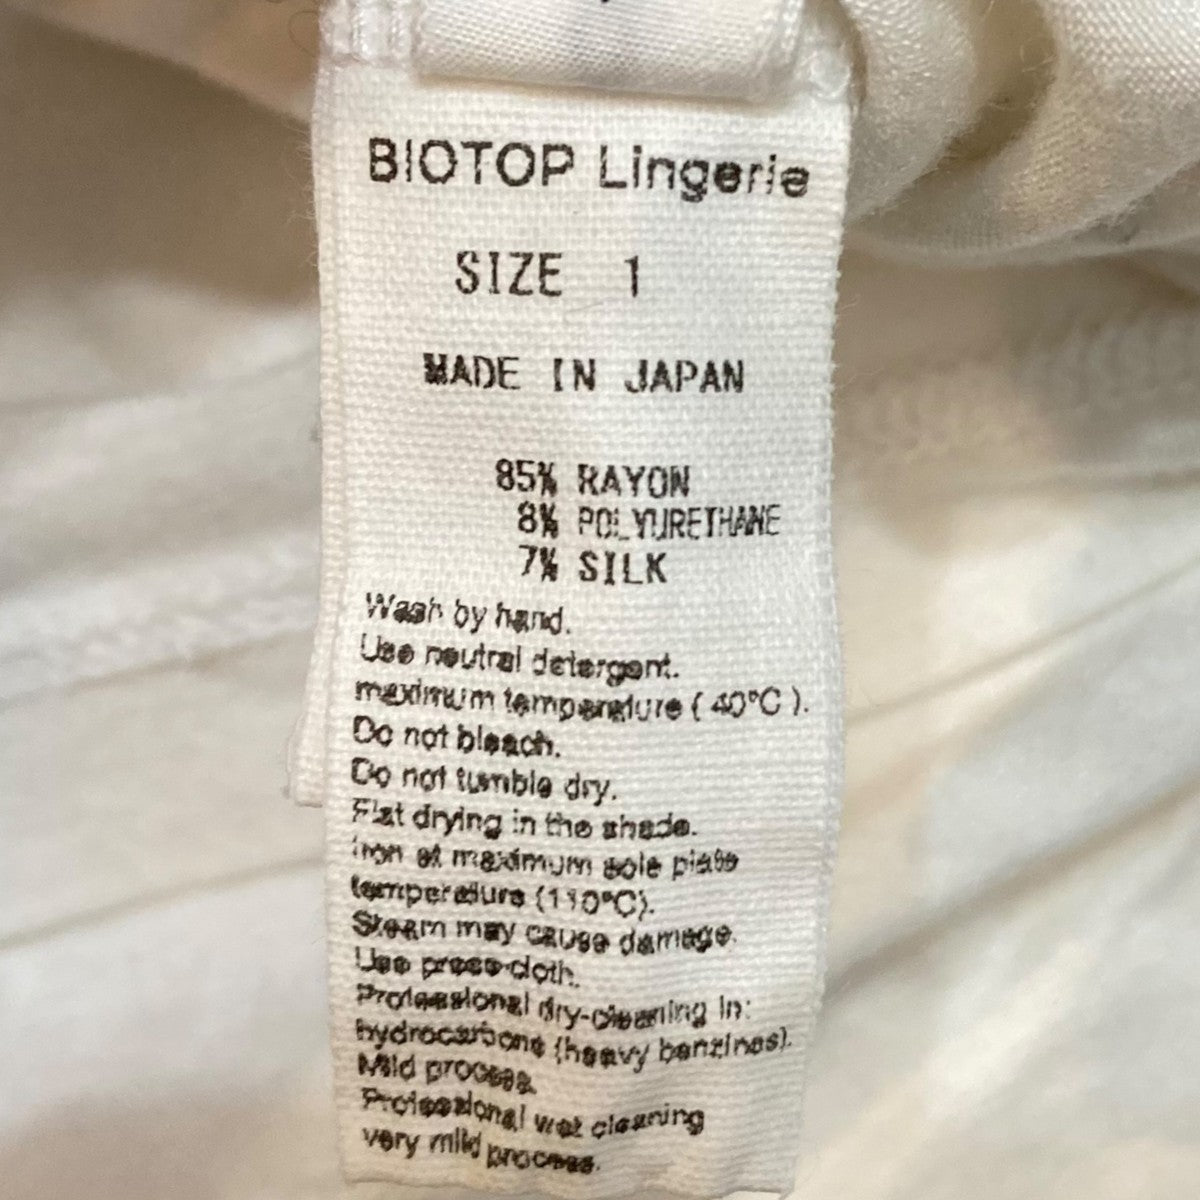 BIOTOP Lingerie
SIZE 1
MADE IN JAPAN
85% RAYON
8% POLYURETHANE
7% SILK
Wash by hand.
Use neutral detergent.
maximum temperature ( 40°C ).
Do not bleach.
Do not tumble dry.
Flat drying in the shade.
Iron at maximum sole plate
temperature (110°C).
Steam may cause damage.
Use press-cloth.
Professional dry-cleaning in:
hydrocarbons (heavy benzines).
Mild process.
Professional wet cleaning
very mild process.